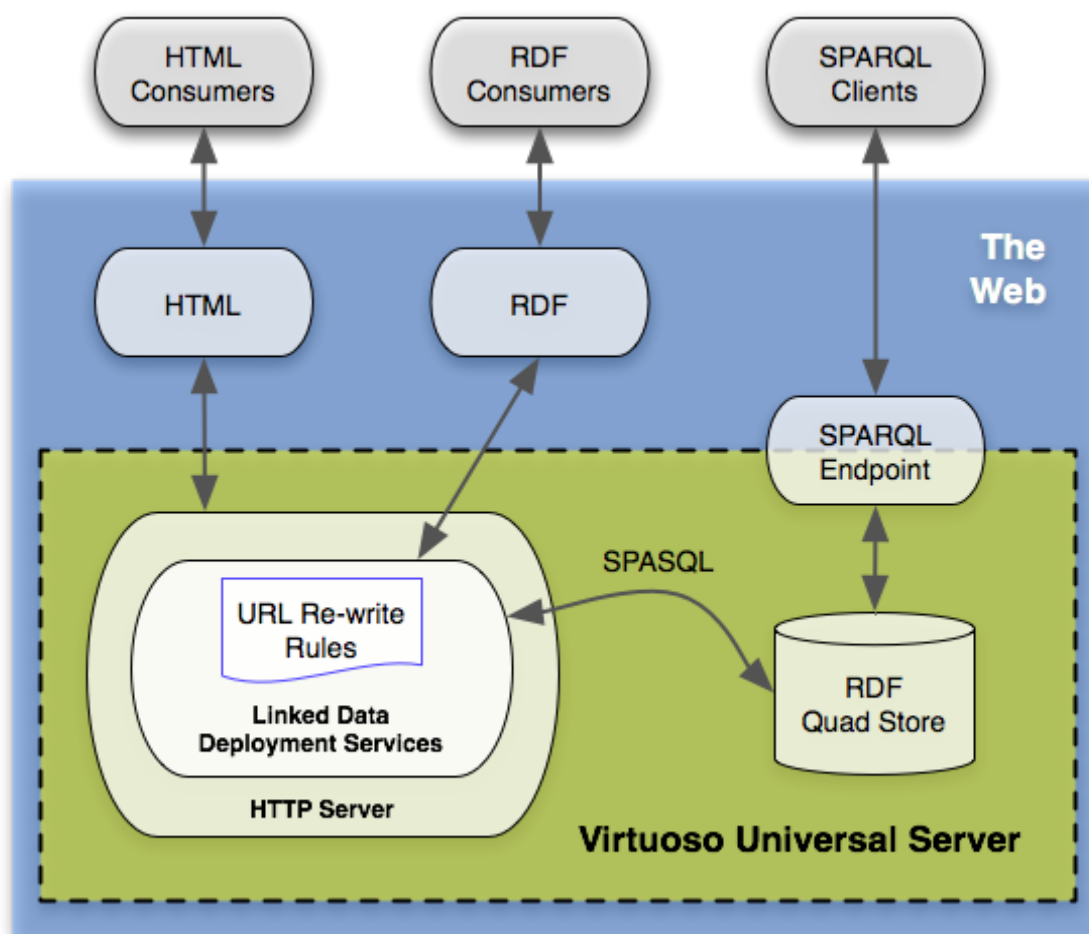 HTML
Consumers
RDF
Consumers
SPARQL
Clients
The
Web
HTML
RDF
SPARQL
Endpoint
SPASQL
URL Re-write
Rules
Linked Data
Deployment Services
HTTP Server
RDF
Quad Store
Virtuoso Universal Server